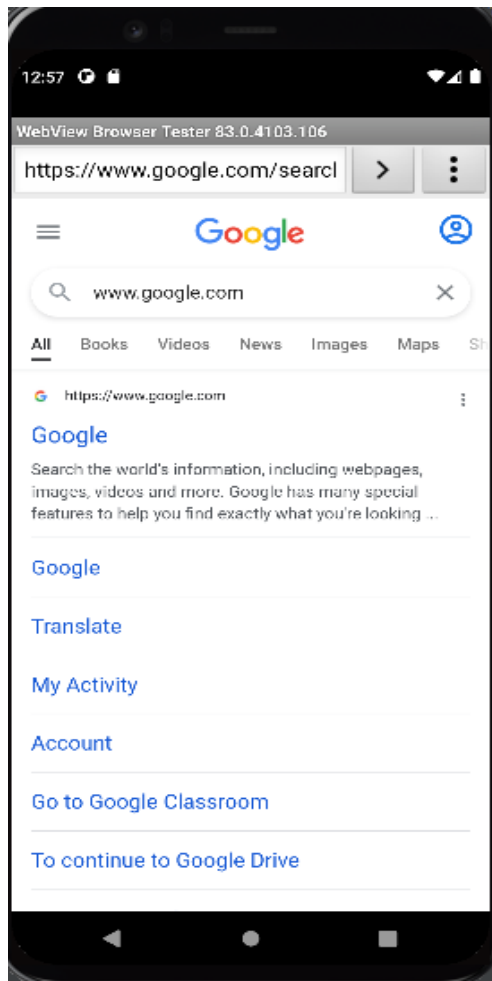 12:57
WebView Browser Tester 83.0.4103.106
https://www.google.com/search
Google
www.google.com
All Books Videos News Images Maps Sh
https://www.google.com
Google
Search the world's information, including webpages,
images, videos and more. Google has many special
features to help you find exactly what you're looking ...
Google
Translate
My Activity
Account
Go to Google Classroom
To continue to Google Drive